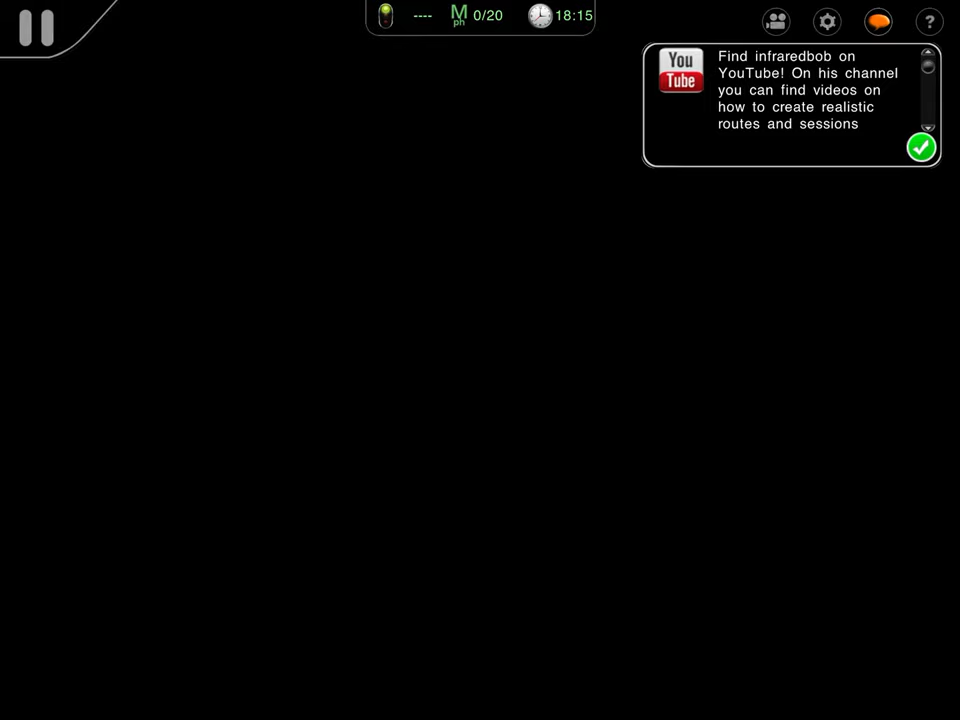 ---- M ph 0/20 18:15
?
You Tube
Find infraredbob on
YouTube! On his channel
you can find videos on
how to create realistic
routes and sessions